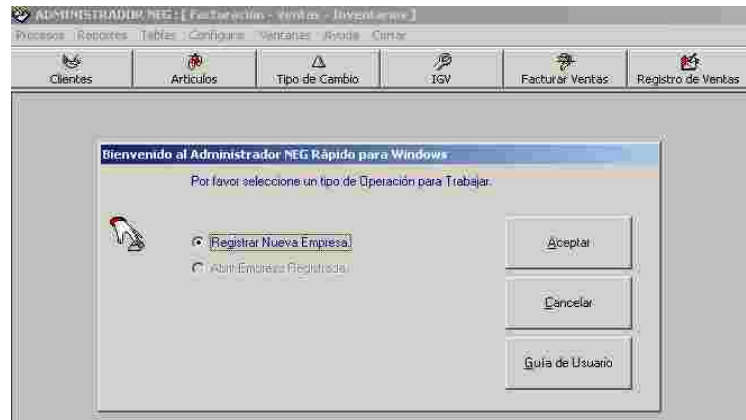 ADMINISTRADOR NEG : [ Facturación - Ventas - Inventarios ]
Procesos Reportes Tablas Configura Ventanas Ayuda Cerrar
Clientes Articulos Tipo de Cambio IGV Facturar Ventas Registro de Ventas
Bienvenido al Administrador NEG Rápido para Windows
Por favor seleccione un tipo de Operación para Trabajar.
Registrar Nueva Empresa.
Abrir Empresa Registrada.
Aceptar
Cancelar
Guía de Usuario